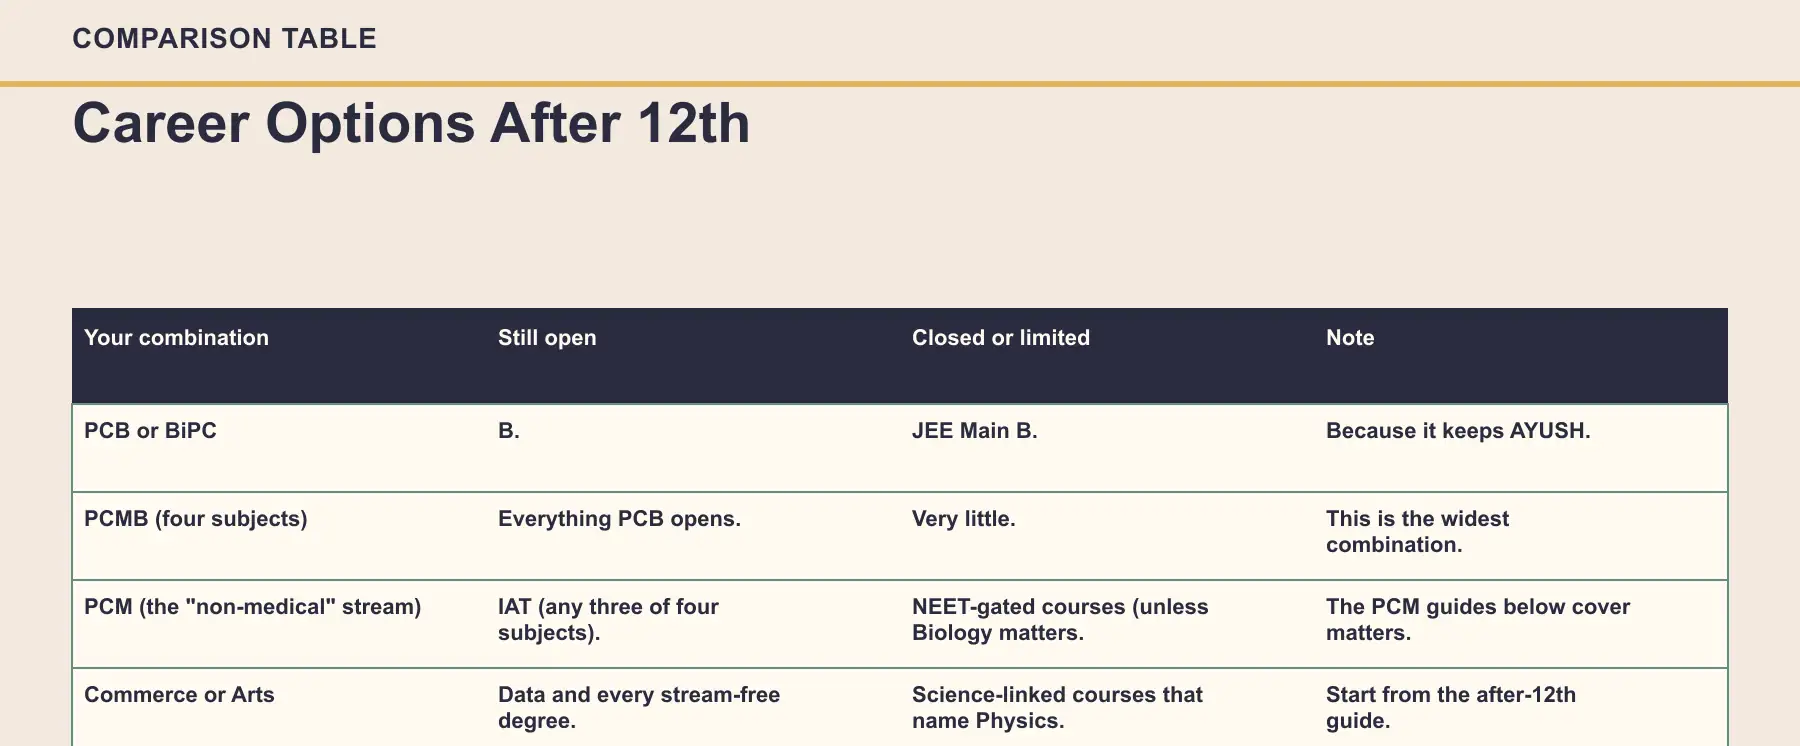 COMPARISON TABLE
Career Options After 12th
Your combination Still open Closed or limited Note
PCB or BiPC B. JEE Main B. Because it keeps AYUSH.
PCMB (four subjects) Everything PCB opens. Very little. This is the widest
combination.
PCM (the "non-medical" stream) IAT (any three of four NEET-gated courses (unless The PCM guides below cover
subjects). Biology matters. matters.
Commerce or Arts Data and every stream-free Science-linked courses that Start from the after-12th
degree. name Physics. guide.